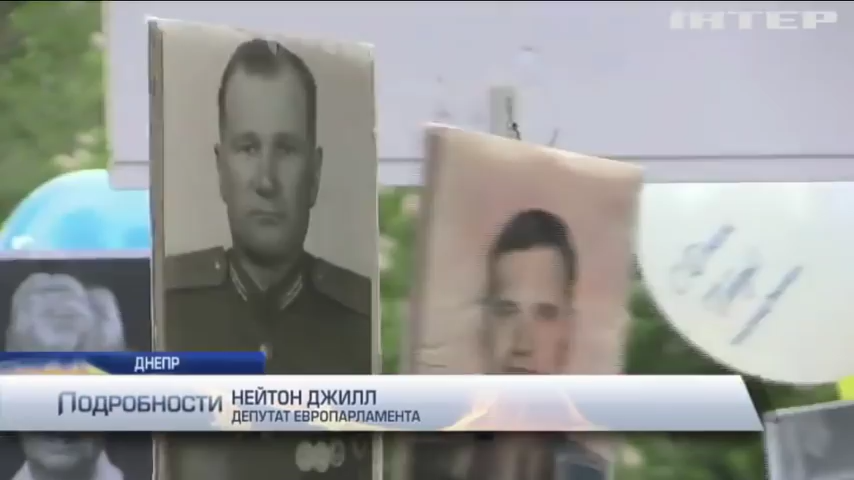 ІНТЕР
ДНЕПР
ПОДРОБНОСТИ
НЕЙТОН ДЖИЛЛ
ДЕПУТАТ ЕВРОПАРЛАМЕНТА